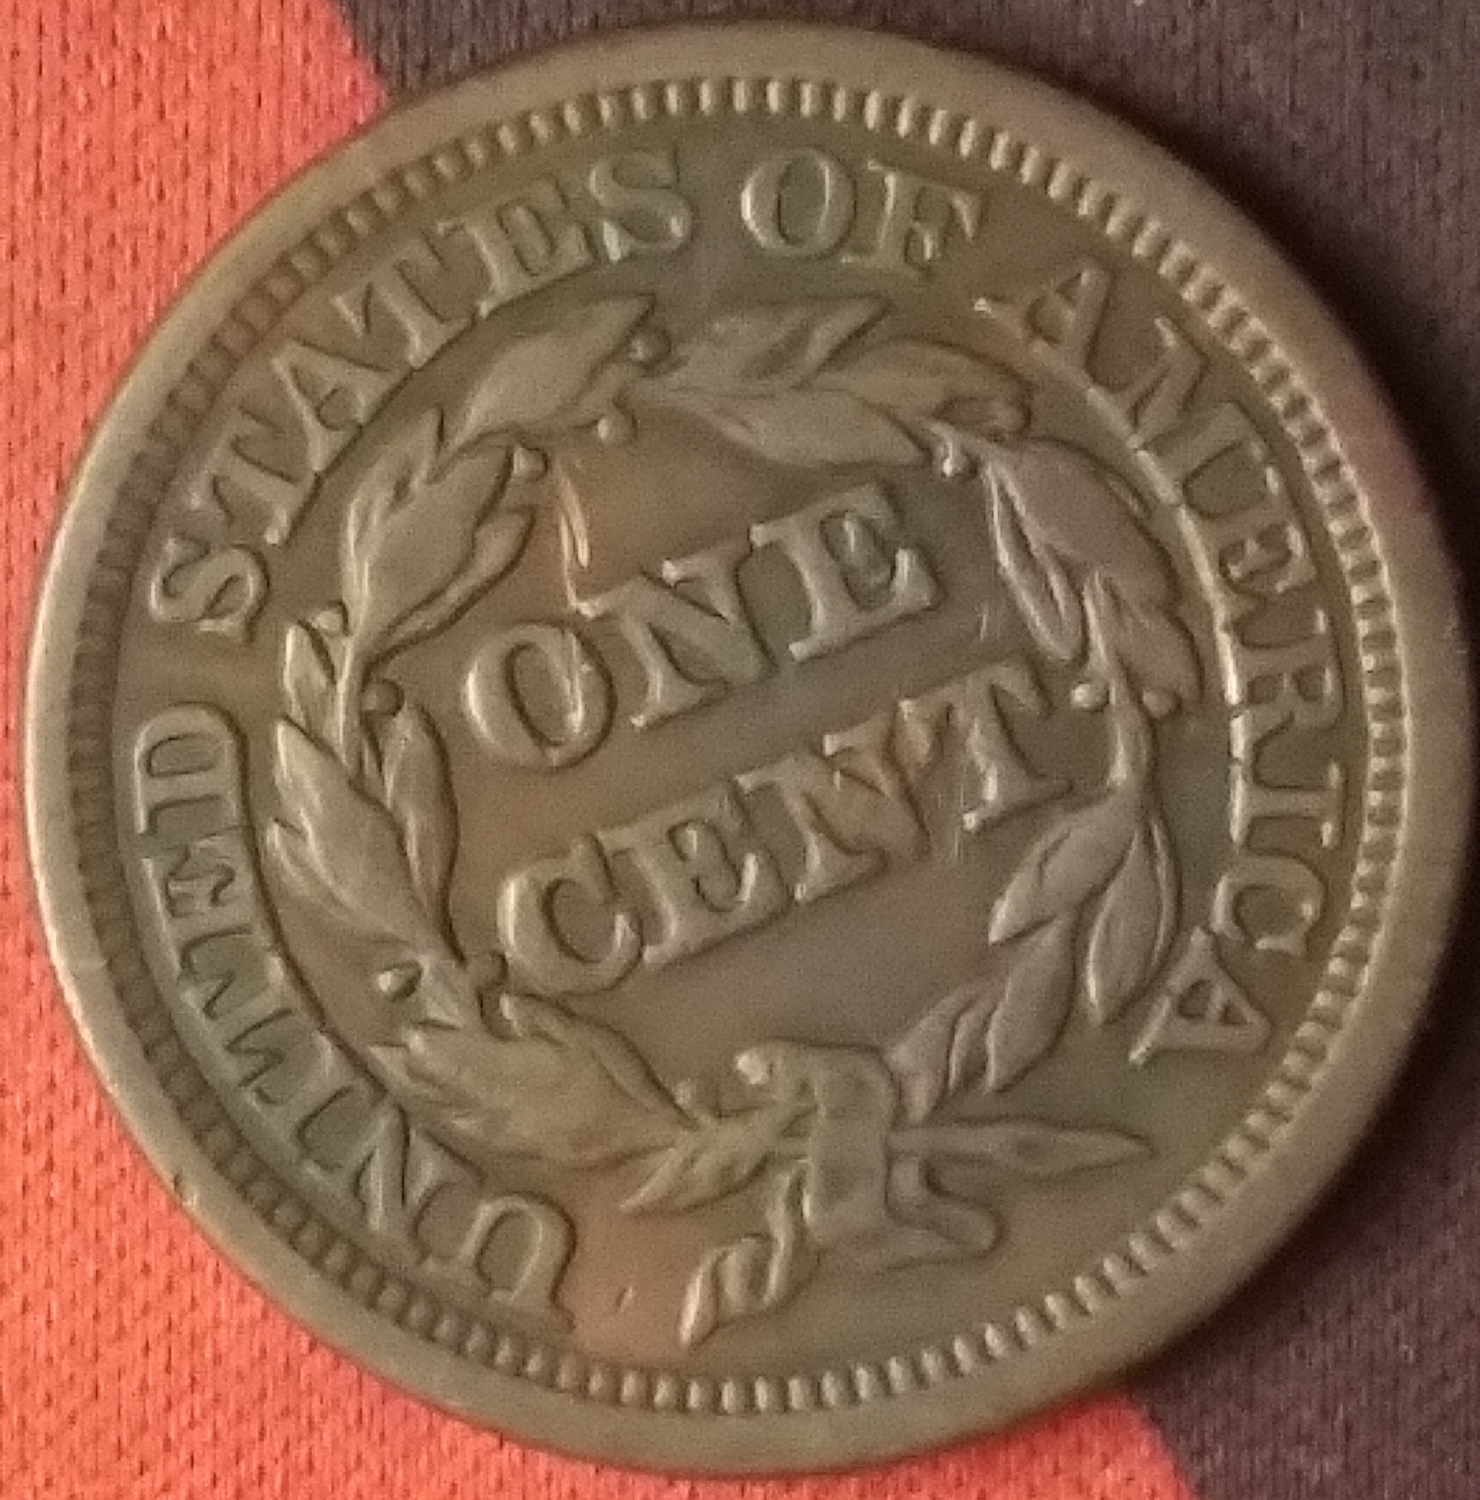 UNITED STATES OF AMERICA
ONE
CENT